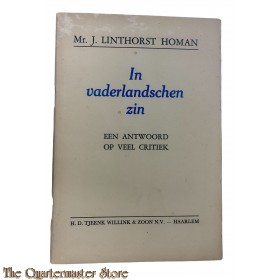 Mr. J. LINTHORST HOMAN
In
vaderlandschen
zin
EEN ANTWOORD
OP VEEL CRITIEK
H. D. TJEENK WILLINK & ZOON N.V. — HAARLEM
The Quartermaster Store